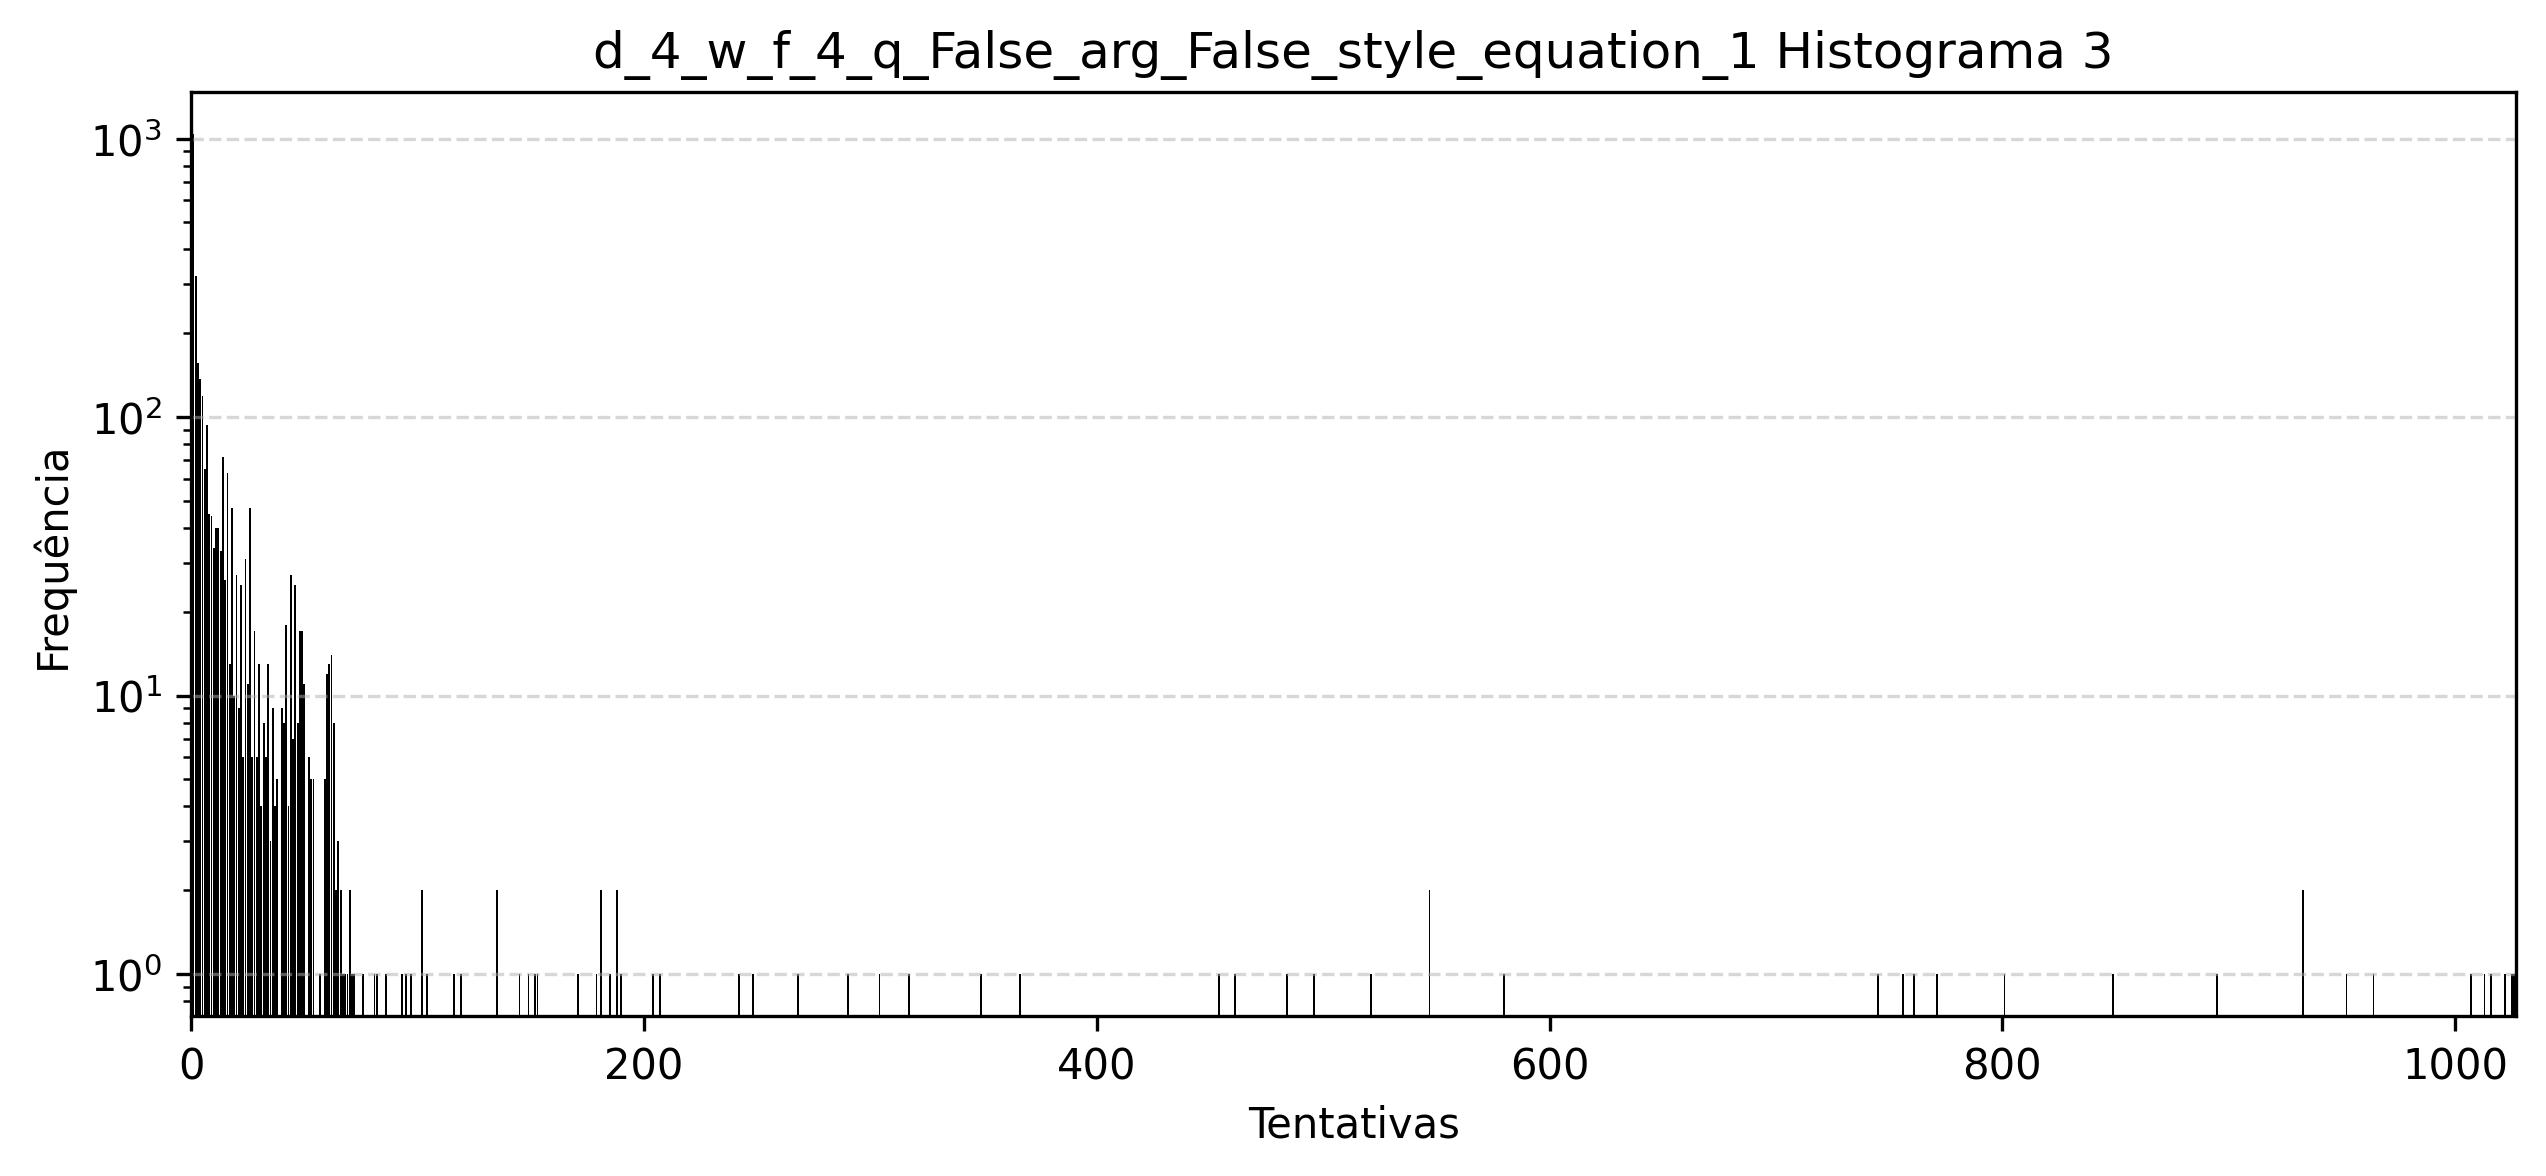 d_4_w_f_4_q_False_arg_False_style_equation_1 Histograma 3
10³
10²
10¹
10⁰
Frequência
0 200 400 600 800 1000
Tentativas